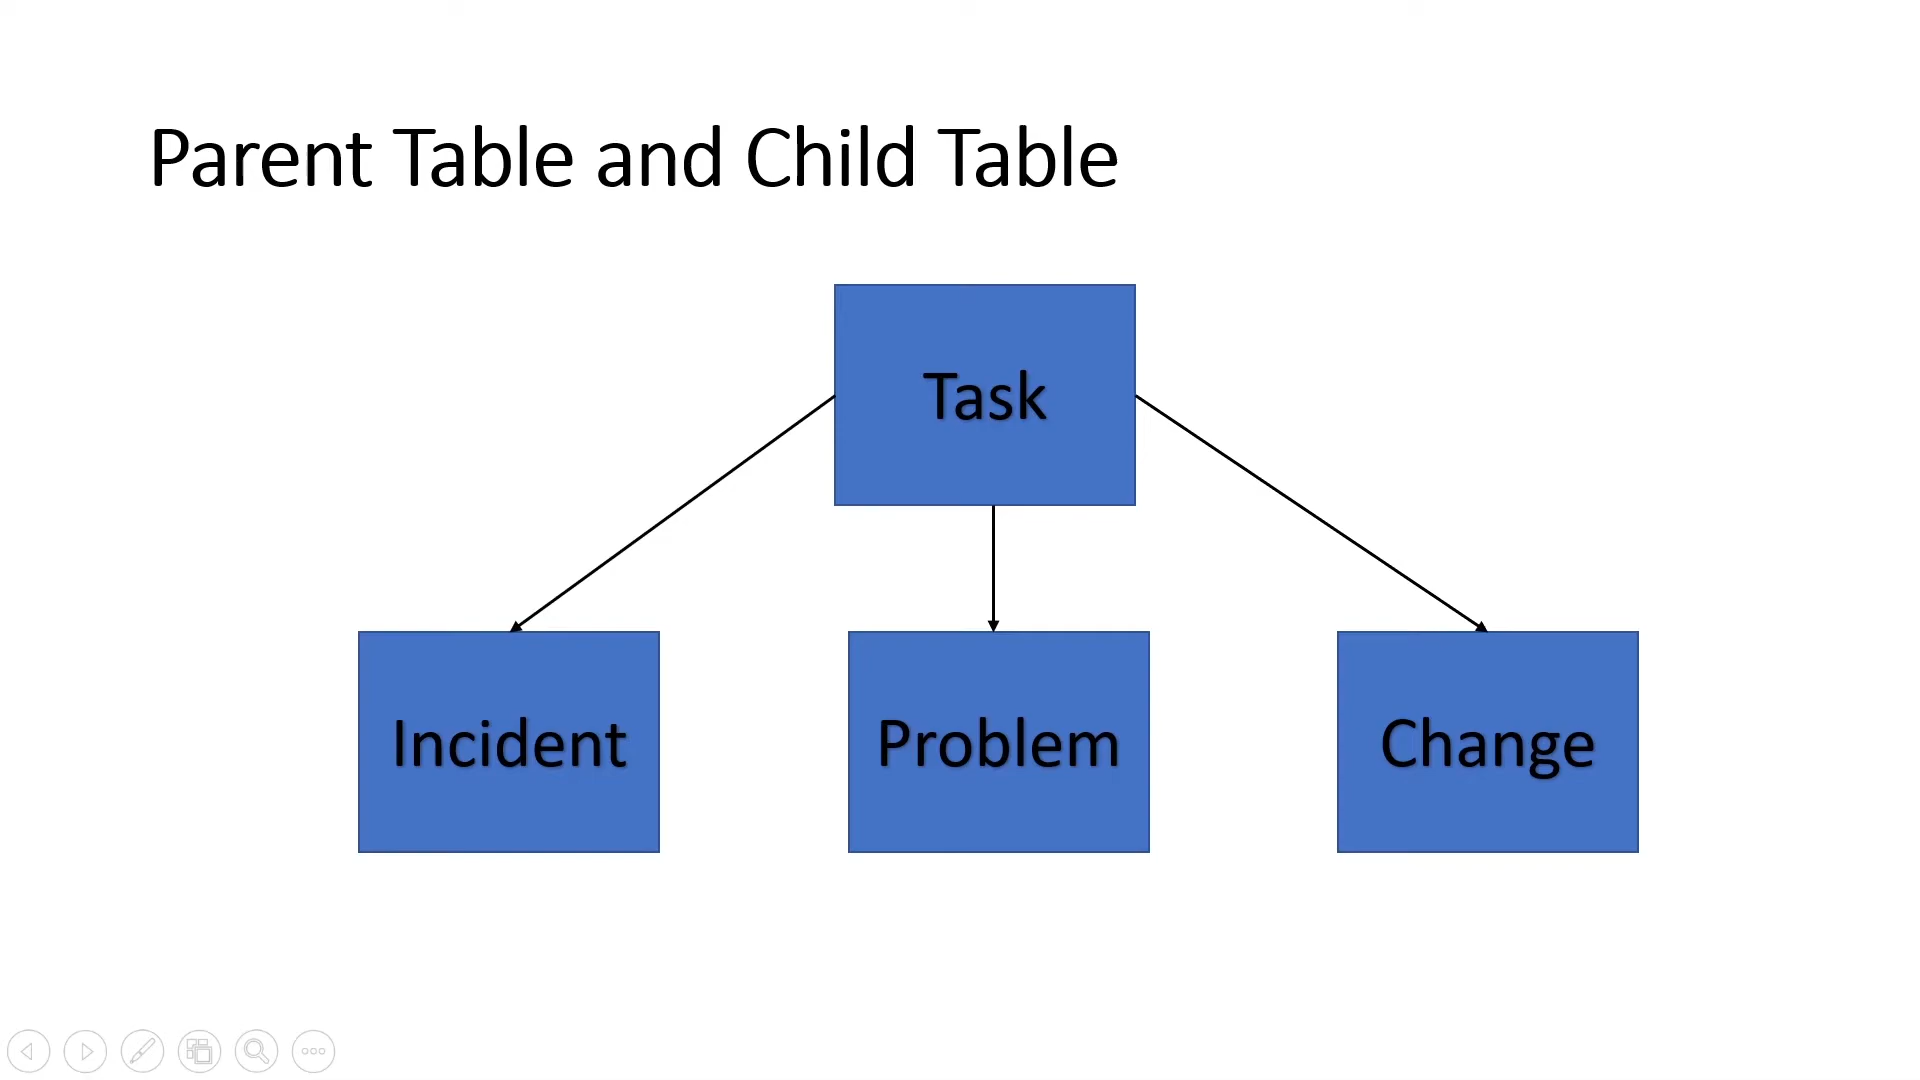 Parent Table and Child Table
Task
Incident
Problem
Change